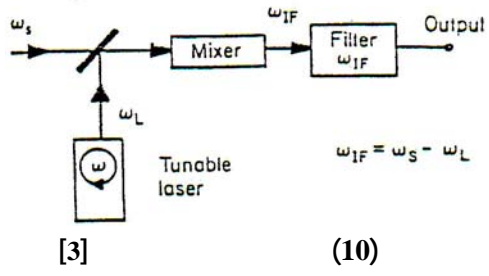 ω_s
Mixer
ω_IF
Filter
ω_IF
Output
ω_L
ω
Tunable
laser
ω_IF = ω_S − ω_L
[3] (10)